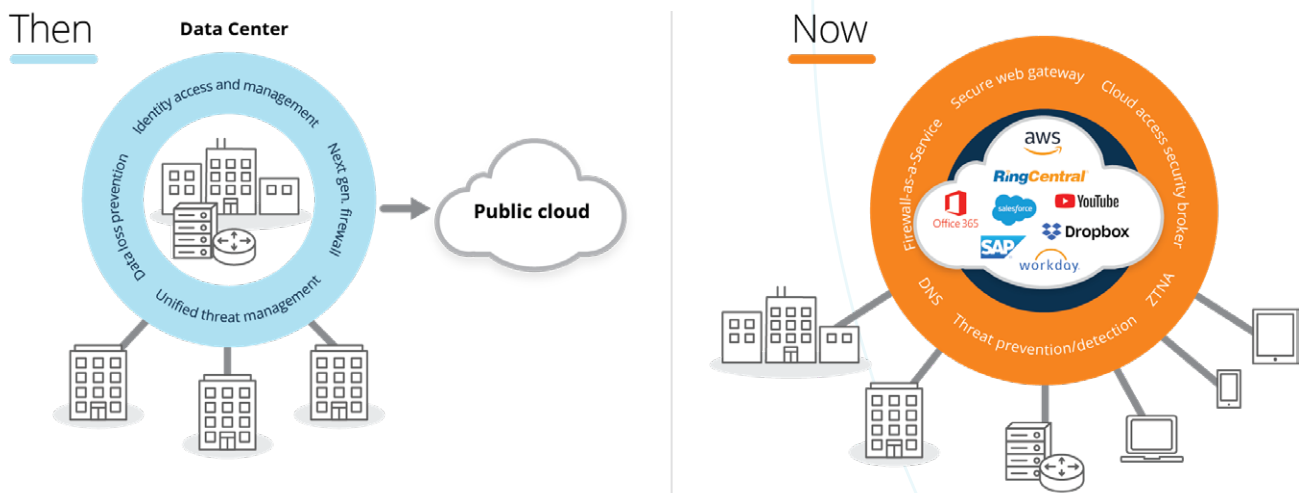 Then
Data Center
Identity access and management
Next gen. firewall
Data loss prevention
Unified threat management
Public cloud
Now
Secure web gateway
Cloud access security broker
Firewall-as-a-Service
DNS
Threat prevention/detection
ZTNA
aws
RingCentral
Office 365
salesforce
YouTube
Dropbox
SAP
workday.